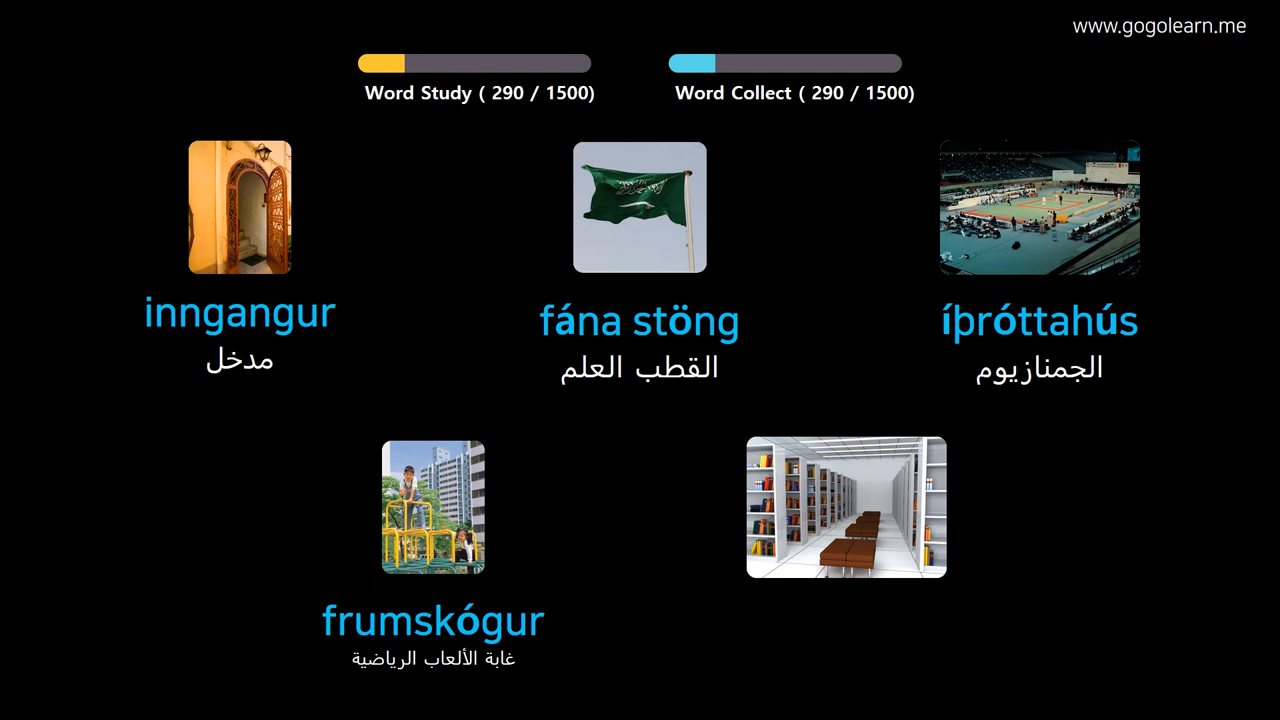 www.gogolearn.me
Word Study ( 290 / 1500)
Word Collect ( 290 / 1500)
inngangur
مدخل
fána stöng
القطب العلم
íþróttahús
الجمنازيوم
frumskógur
غابة الألعاب الرياضية